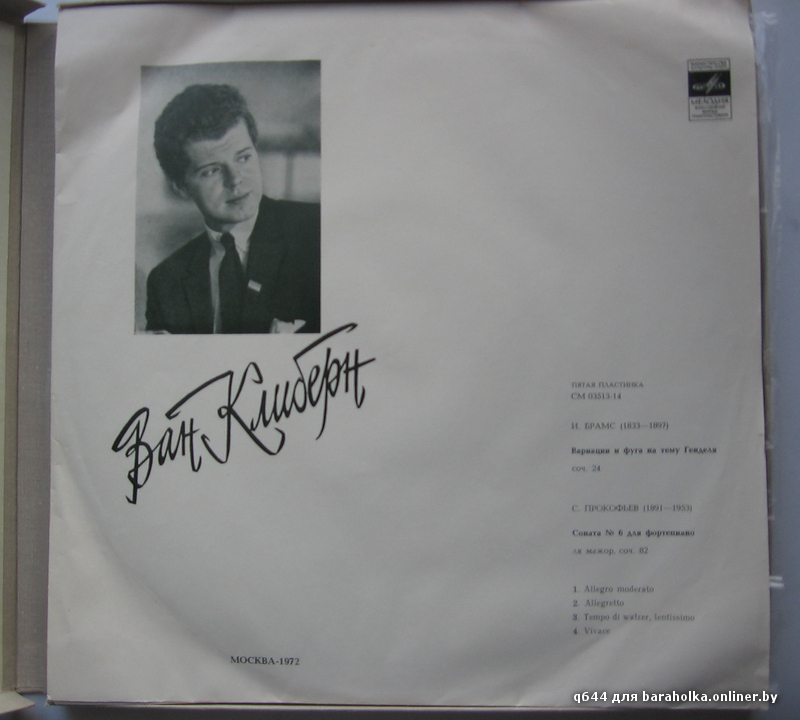 МЕЛОДИЯ
Ван Клиберн
ПЯТАЯ ПЛАСТИНКА
СМ 03513-14
И. БРАМС (1833—1897)
Вариации и фуга на тему Генделя
соч. 24
С. ПРОКОФЬЕВ (1891—1953)
Соната № 6 для фортепиано
ля мажор, соч. 82
1. Allegro moderato
2. Allegretto
3. Tempo di walzer, lentissimo
4. Vivace
МОСКВА-1972
q644 для baraholka.onliner.by